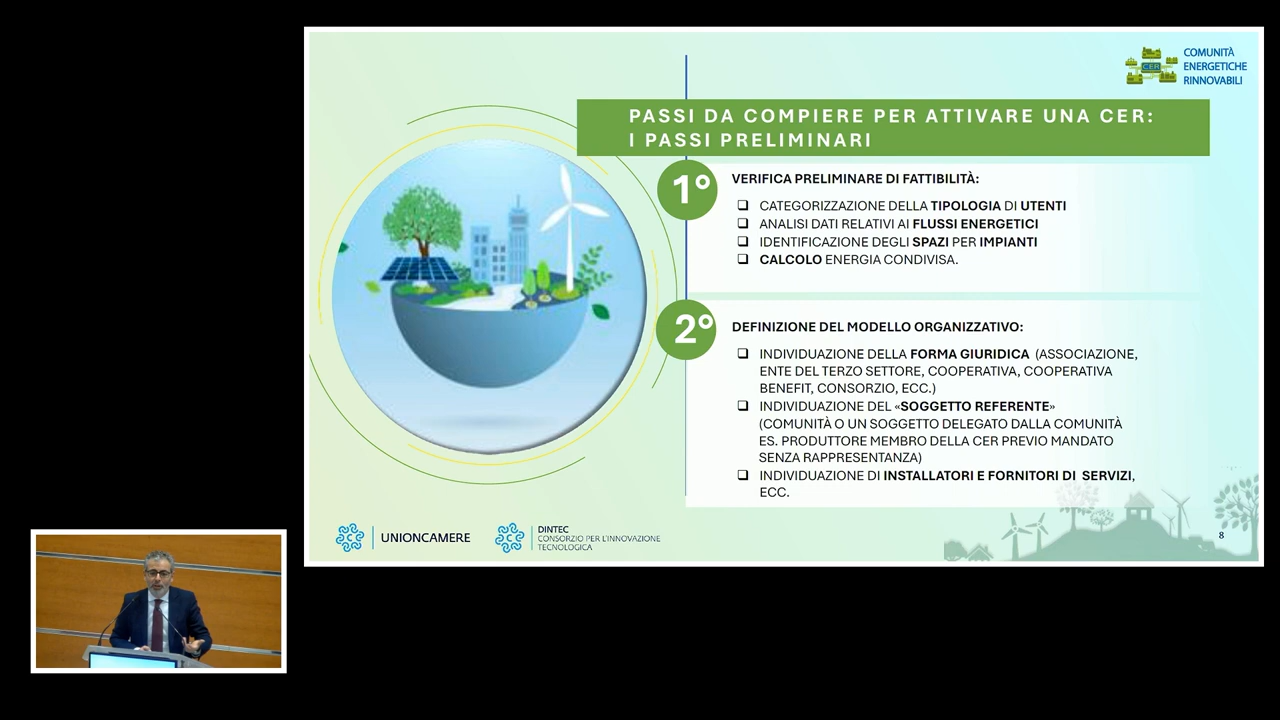 COMUNITÀ
ENERGETICHE
RINNOVABILI
CER
PASSI DA COMPIERE PER ATTIVARE UNA CER:
I PASSI PRELIMINARI
1°
VERIFICA PRELIMINARE DI FATTIBILITÀ:
CATEGORIZZAZIONE DELLA TIPOLOGIA DI UTENTI
ANALISI DATI RELATIVI AI FLUSSI ENERGETICI
IDENTIFICAZIONE DEGLI SPAZI PER IMPIANTI
CALCOLO ENERGIA CONDIVISA.
2°
DEFINIZIONE DEL MODELLO ORGANIZZATIVO:
INDIVIDUAZIONE DELLA FORMA GIURIDICA (ASSOCIAZIONE,
ENTE DEL TERZO SETTORE, COOPERATIVA, COOPERATIVA
BENEFIT, CONSORZIO, ECC.)
INDIVIDUAZIONE DEL «SOGGETTO REFERENTE»
(COMUNITÀ O UN SOGGETTO DELEGATO DALLA COMUNITÀ
ES. PRODUTTORE MEMBRO DELLA CER PREVIO MANDATO
SENZA RAPPRESENTANZA)
INDIVIDUAZIONE DI INSTALLATORI E FORNITORI DI SERVIZI,
ECC.
UNIONCAMERE
DINTEC
CONSORZIO PER L'INNOVAZIONE
TECNOLOGICA
8